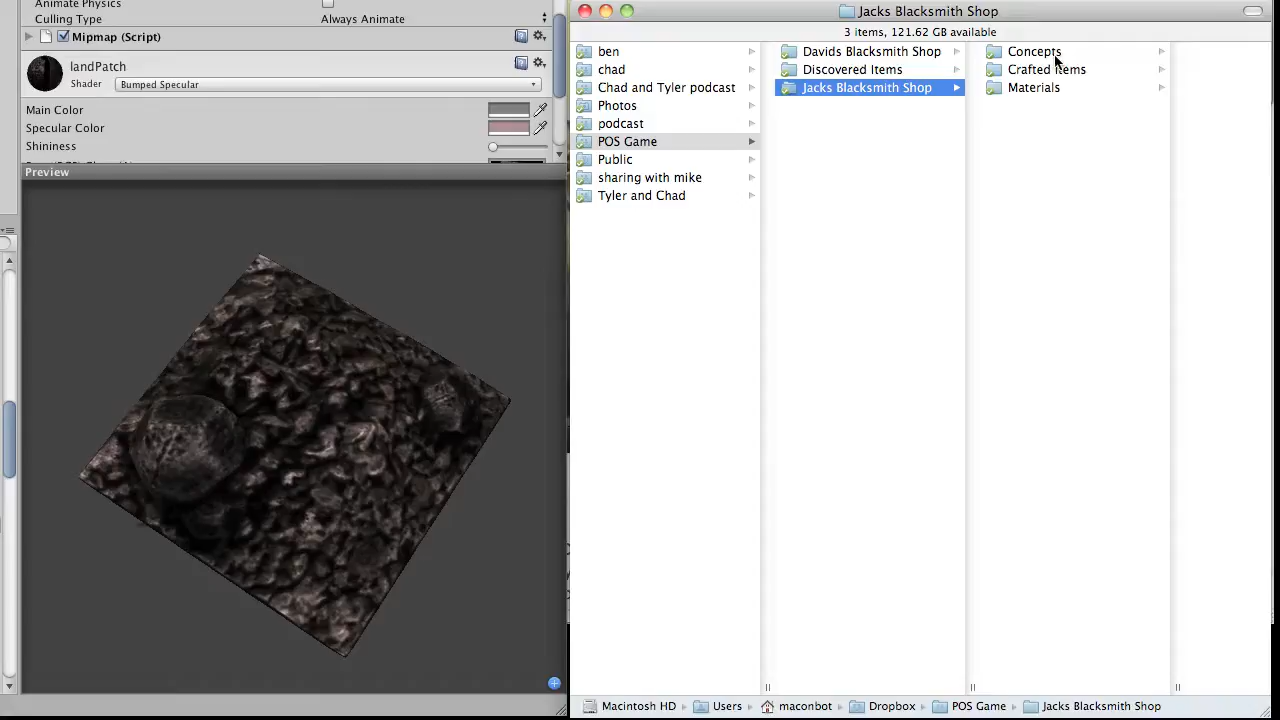 Animate Physics
Culling Type Always Animate
Mipmap (Script)
landPatch
Shader Bumped Specular
Main Color
Specular Color
Shininess
Preview
Jacks Blacksmith Shop
3 items, 121.62 GB available
ben
chad
Chad and Tyler podcast
Photos
podcast
POS Game
Public
sharing with mike
Tyler and Chad
Davids Blacksmith Shop
Discovered Items
Jacks Blacksmith Shop
Concepts
Crafted Items
Materials
Macintosh HD Users maconbot Dropbox POS Game Jacks Blacksmith Shop